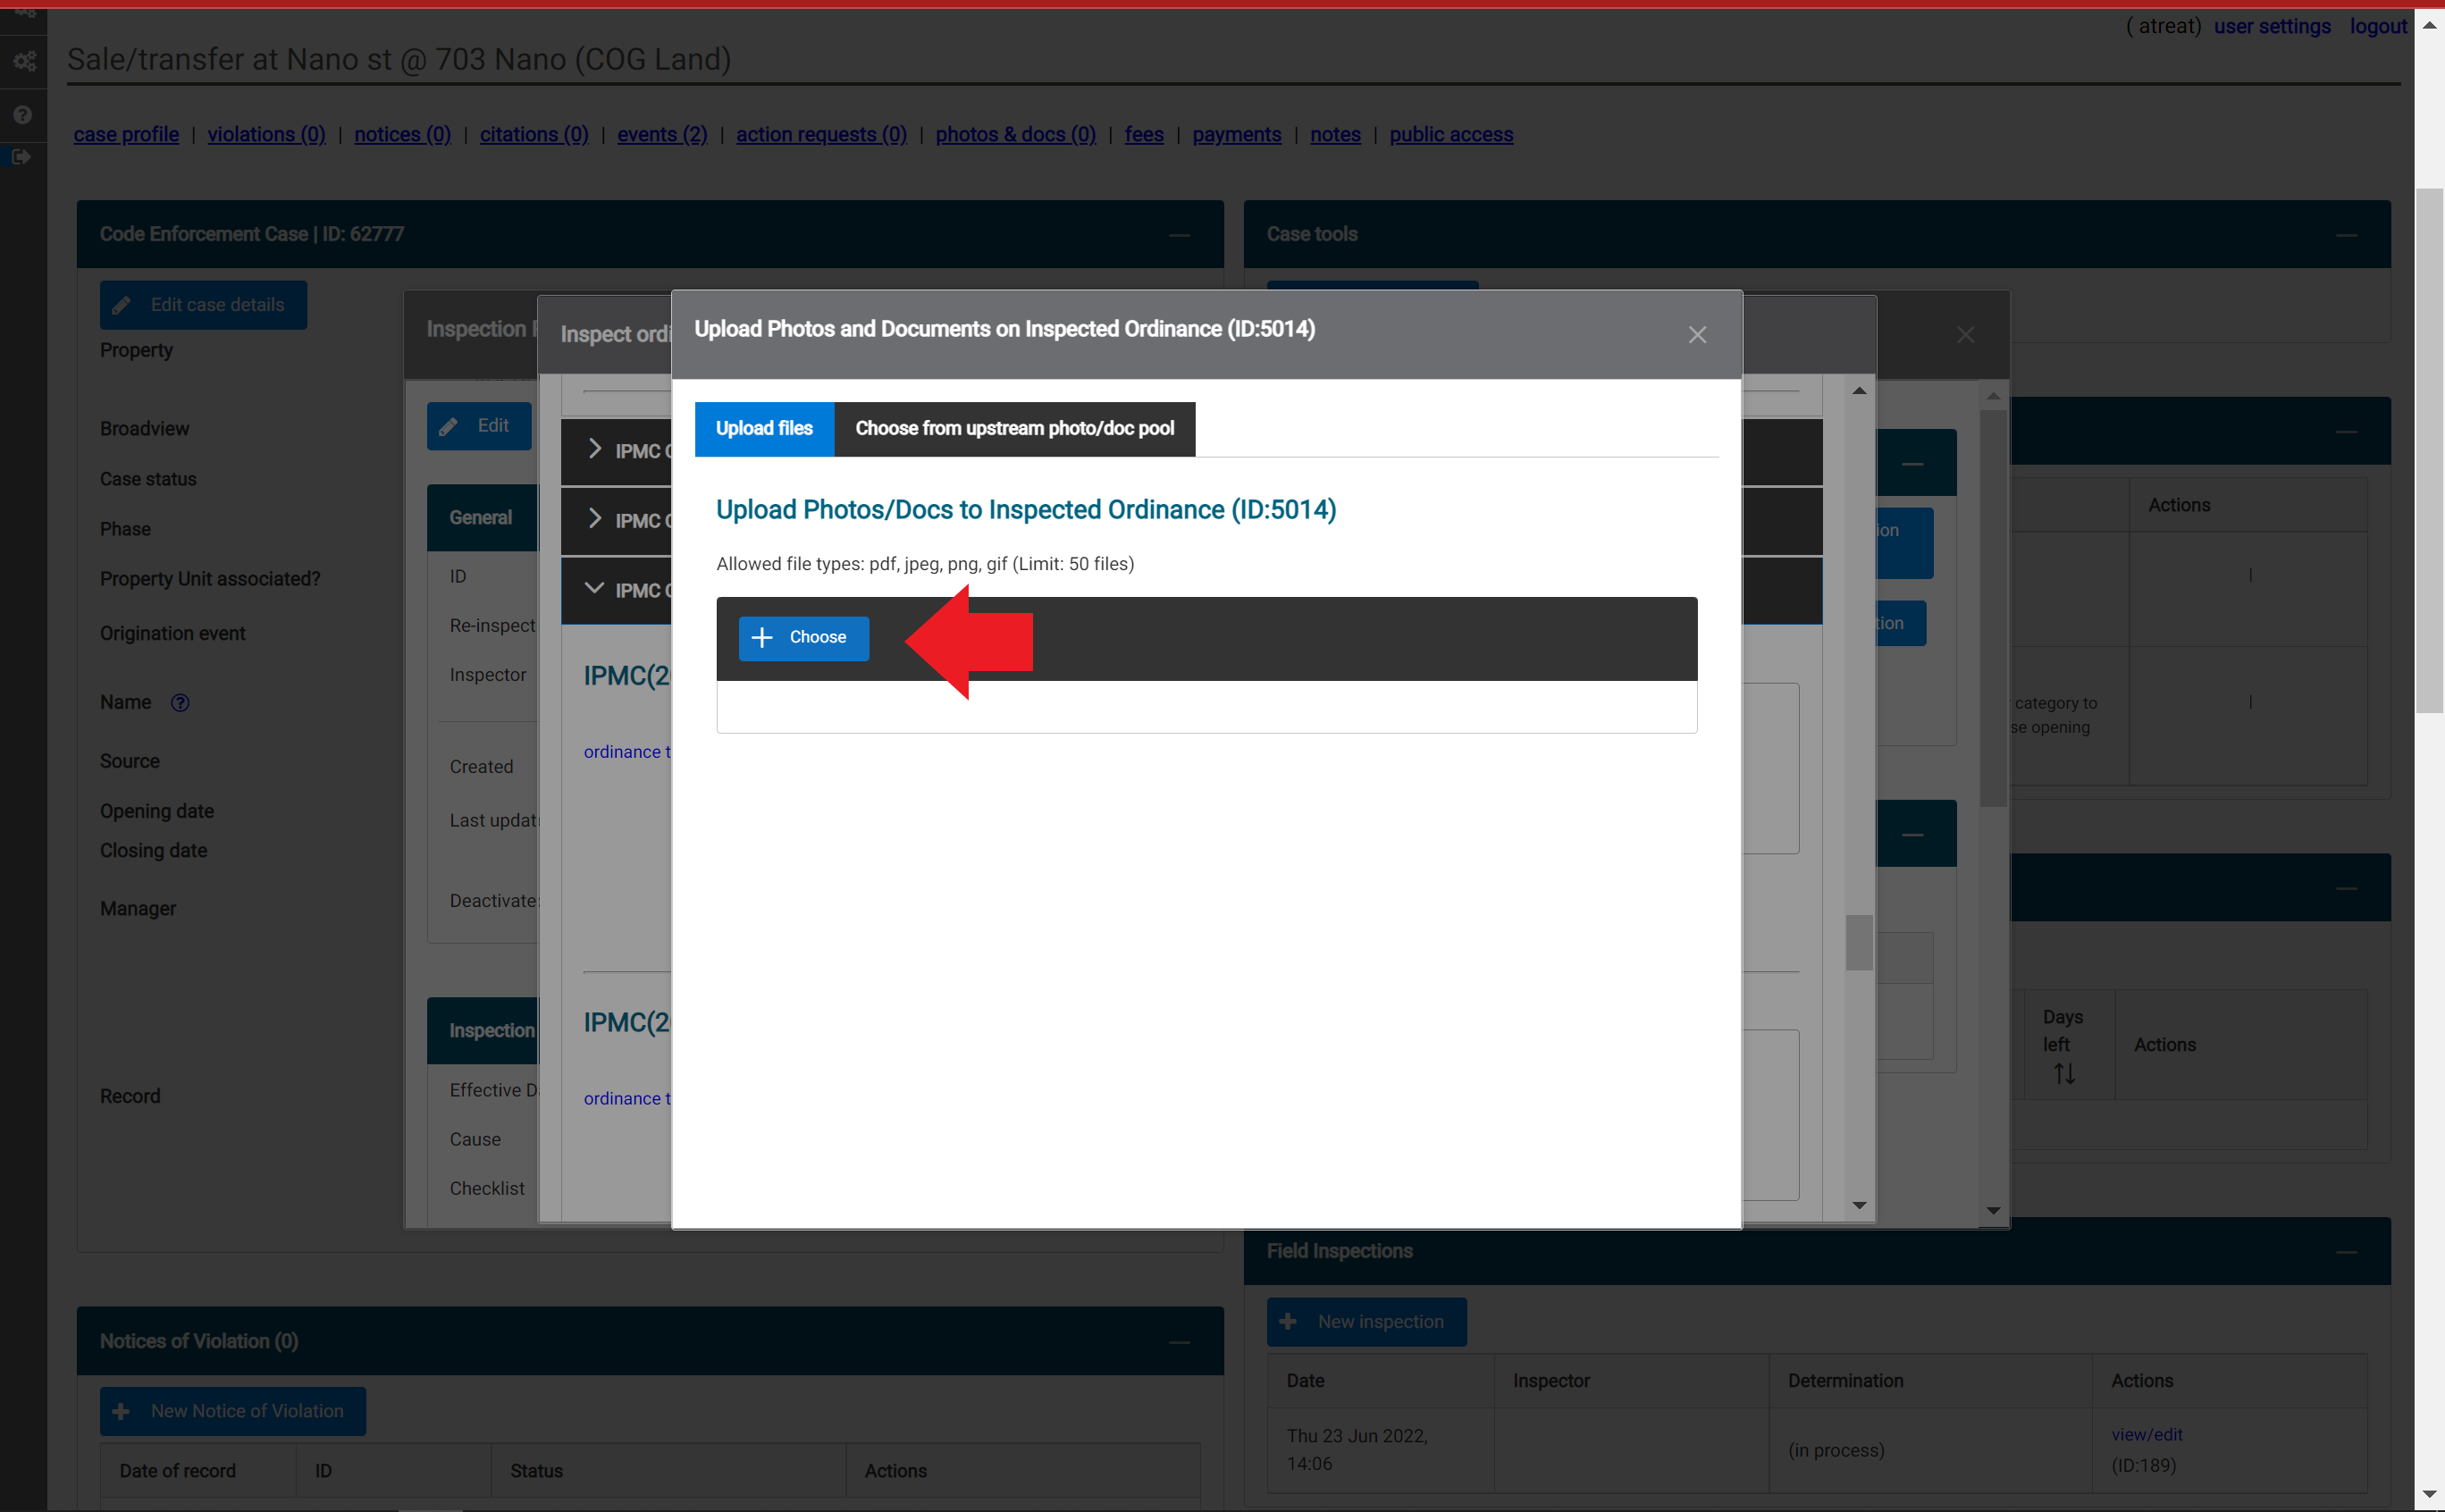 ( atreat) user settings logout
Sale/transfer at Nano st @ 703 Nano (COG Land)
case profile | violations (0) | notices (0) | citations (0) | events (2) | action requests (0) | photos & docs (0) | fees | payments | notes | public access
Code Enforcement Case | ID: 62777
Edit case details
Property
Broadview
Case status
Phase
Property Unit associated?
Origination event
Name
Source
Opening date
Closing date
Manager
Record
Inspection
Edit
General
ID
Re-inspect
Inspector
Created
Last updat
Deactivate
Inspection
Effective D
Cause
Checklist
Inspect ordi
IPMC
IPMC
IPMC
IPMC(2
ordinance t
IPMC(2
ordinance t
Upload Photos and Documents on Inspected Ordinance (ID:5014)
Upload files
Choose from upstream photo/doc pool
Upload Photos/Docs to Inspected Ordinance (ID:5014)
Allowed file types: pdf, jpeg, png, gif (Limit: 50 files)
Choose
Case tools
ion
tion
Actions
category to
se opening
Days
left
Actions
Field Inspections
New inspection
Date Inspector Determination Actions
Thu 23 Jun 2022,
14:06
(in process)
view/edit
(ID:189)
Notices of Violation (0)
New Notice of Violation
Date of record ID Status Actions